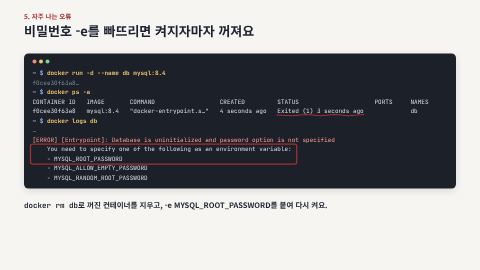 5. 자주 나는 오류
비밀번호 -e를 빠뜨리면 켜지자마자 꺼져요
~ $ docker run -d --name db mysql:8.4
f0cee30f63a8…
~ $ docker ps -a
CONTAINER ID IMAGE COMMAND CREATED STATUS PORTS NAMES
f0cee30f63a8 mysql:8.4 "docker-entrypoint.s…" 4 seconds ago Exited (1) 3 seconds ago db
~ $ docker logs db
…
[ERROR] [Entrypoint]: Database is uninitialized and password option is not specified
You need to specify one of the following as an environment variable:
- MYSQL_ROOT_PASSWORD
- MYSQL_ALLOW_EMPTY_PASSWORD
- MYSQL_RANDOM_ROOT_PASSWORD
docker rm db로 꺼진 컨테이너를 지우고, -e MYSQL_ROOT_PASSWORD를 붙여 다시 켜요.